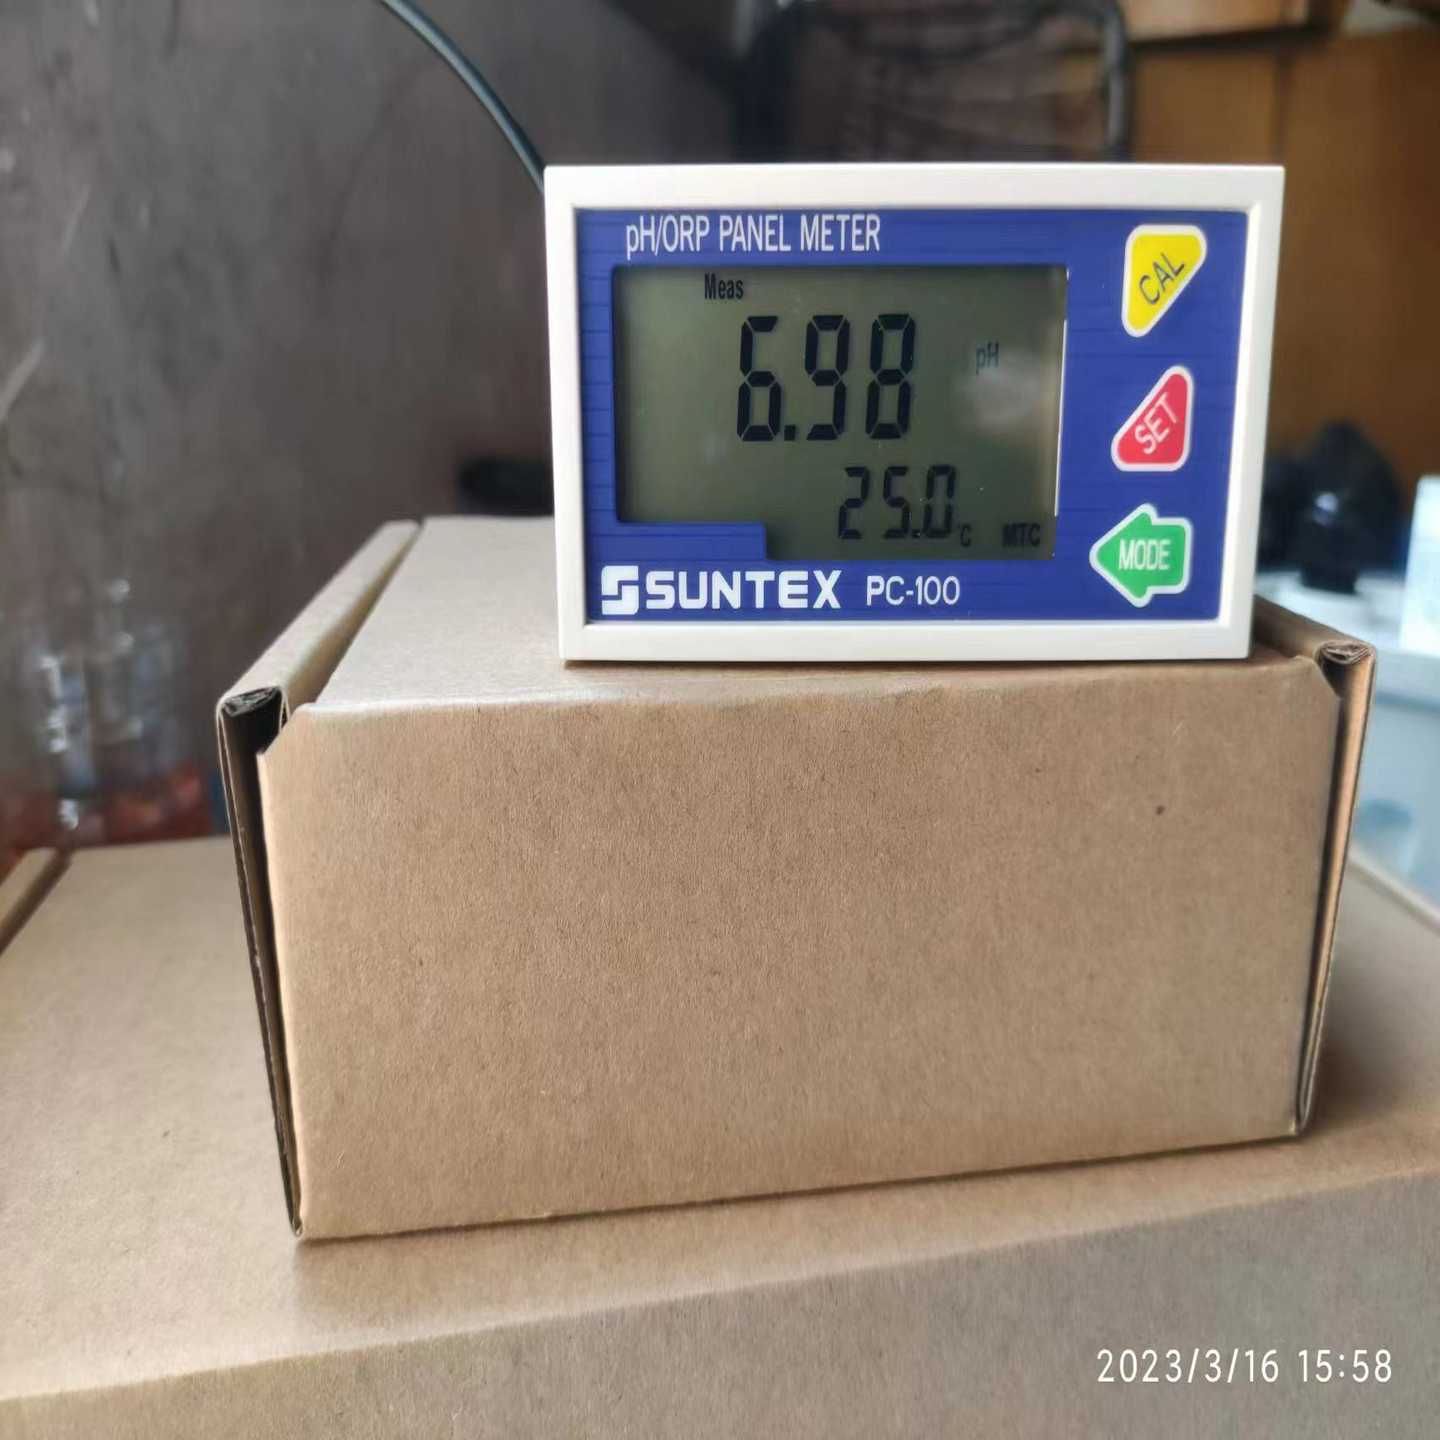 pH/ORP PANEL METER
Meas
6.98 pH
25.0 °C MTC
SUNTEX PC-100
CAL
SET
MODE
2023/3/16 15:58